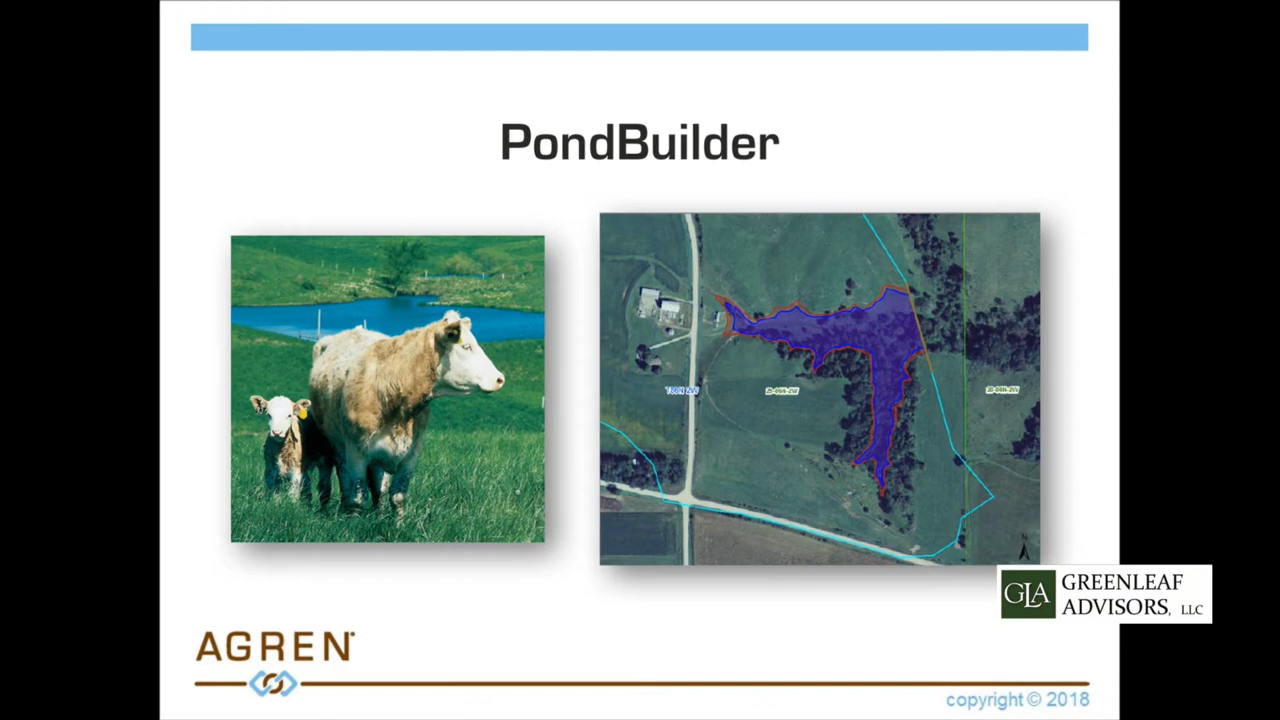 PondBuilder
N
GLA
GREENLEAF
ADVISORS, LLC
AGREN
copyright © 2018